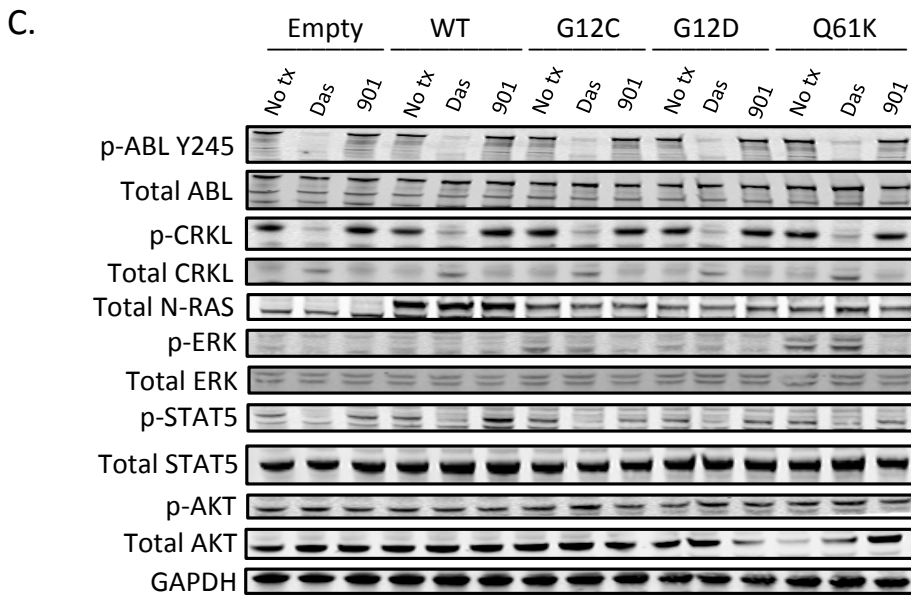 C.
Empty WT G12C G12D Q61K
No tx Das 901 No tx Das 901 No tx Das 901 No tx Das 901 No tx Das 901
p-ABL Y245
Total ABL
p-CRKL
Total CRKL
Total N-RAS
p-ERK
Total ERK
p-STAT5
Total STAT5
p-AKT
Total AKT
GAPDH